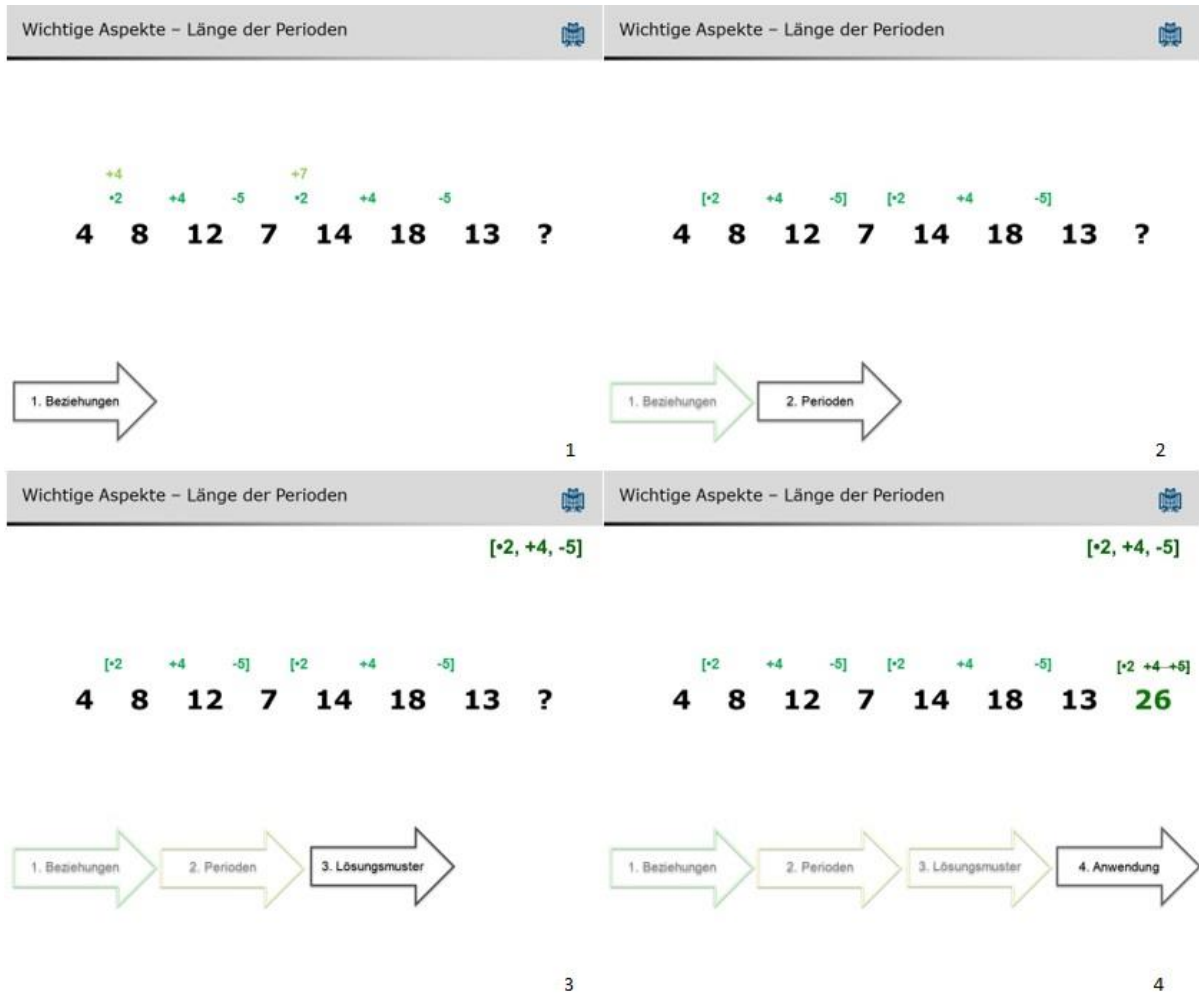 Wichtige Aspekte – Länge der Perioden
+4 +7
•2 +4 -5 •2 +4 -5
4 8 12 7 14 18 13 ?
1. Beziehungen
1
Wichtige Aspekte – Länge der Perioden
[•2 +4 -5] [•2 +4 -5]
4 8 12 7 14 18 13 ?
1. Beziehungen 2. Perioden
2
Wichtige Aspekte – Länge der Perioden
[•2, +4, -5]
[•2 +4 -5] [•2 +4 -5]
4 8 12 7 14 18 13 ?
1. Beziehungen 2. Perioden 3. Lösungsmuster
3
Wichtige Aspekte – Länge der Perioden
[•2, +4, -5]
[•2 +4 -5] [•2 +4 -5] [•2 +4 +5]
4 8 12 7 14 18 13 26
1. Beziehungen 2. Perioden 3. Lösungsmuster 4. Anwendung
4